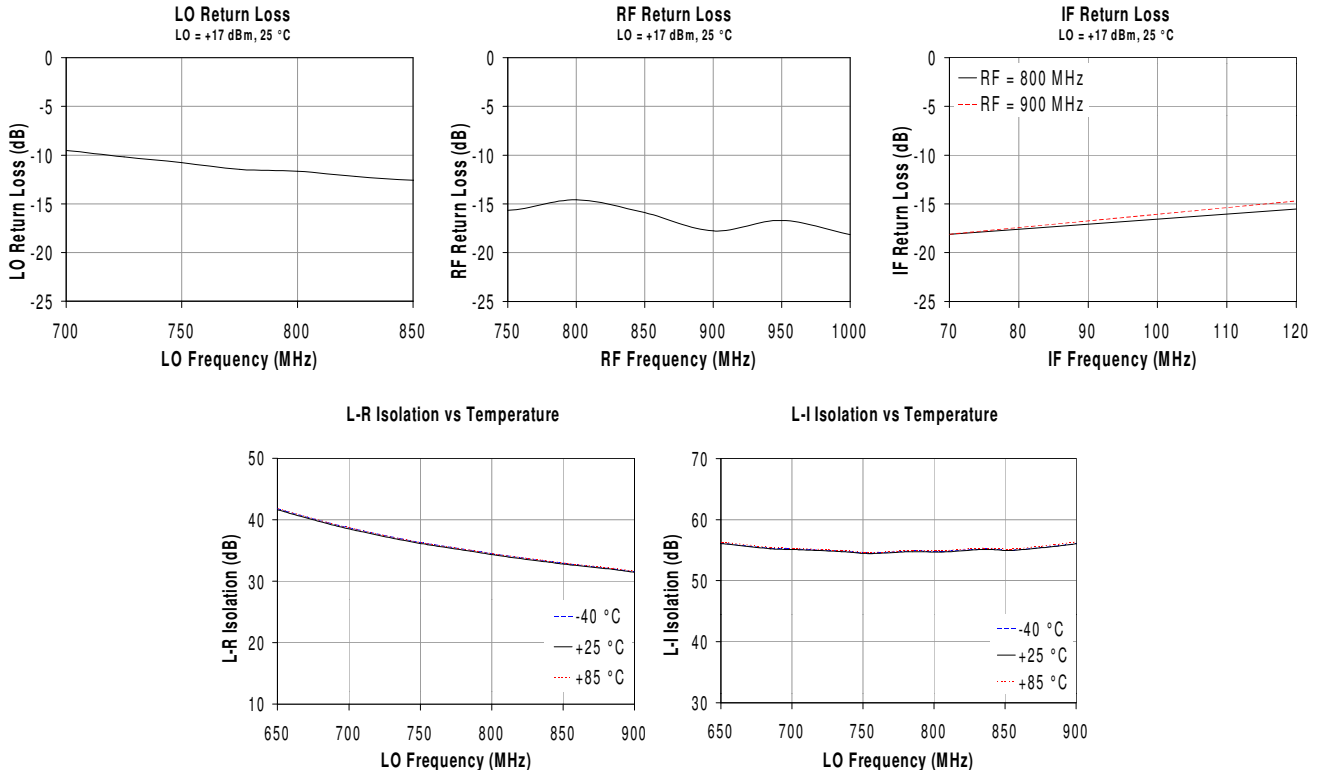 LO Return Loss
LO = +17 dBm, 25 °C
0
-5
-10
-15
-20
-25
LO Return Loss (dB)
700 750 800 850
LO Frequency (MHz)
RF Return Loss
LO = +17 dBm, 25 °C
0
-5
-10
-15
-20
-25
RF Return Loss (dB)
750 800 850 900 950 1000
RF Frequency (MHz)
IF Return Loss
LO = +17 dBm, 25 °C
0
-5
-10
-15
-20
-25
IF Return Loss (dB)
RF = 800 MHz
RF = 900 MHz
70 80 90 100 110 120
IF Frequency (MHz)
L-R Isolation vs Temperature
50
40
30
20
10
L-R Isolation (dB)
-40 ºC
+25 ºC
+85 ºC
650 700 750 800 850 900
LO Frequency (MHz)
L-I Isolation vs Temperature
70
60
50
40
30
L-I Isolation (dB)
-40 ºC
+25 ºC
+85 ºC
650 700 750 800 850 900
LO Frequency (MHz)